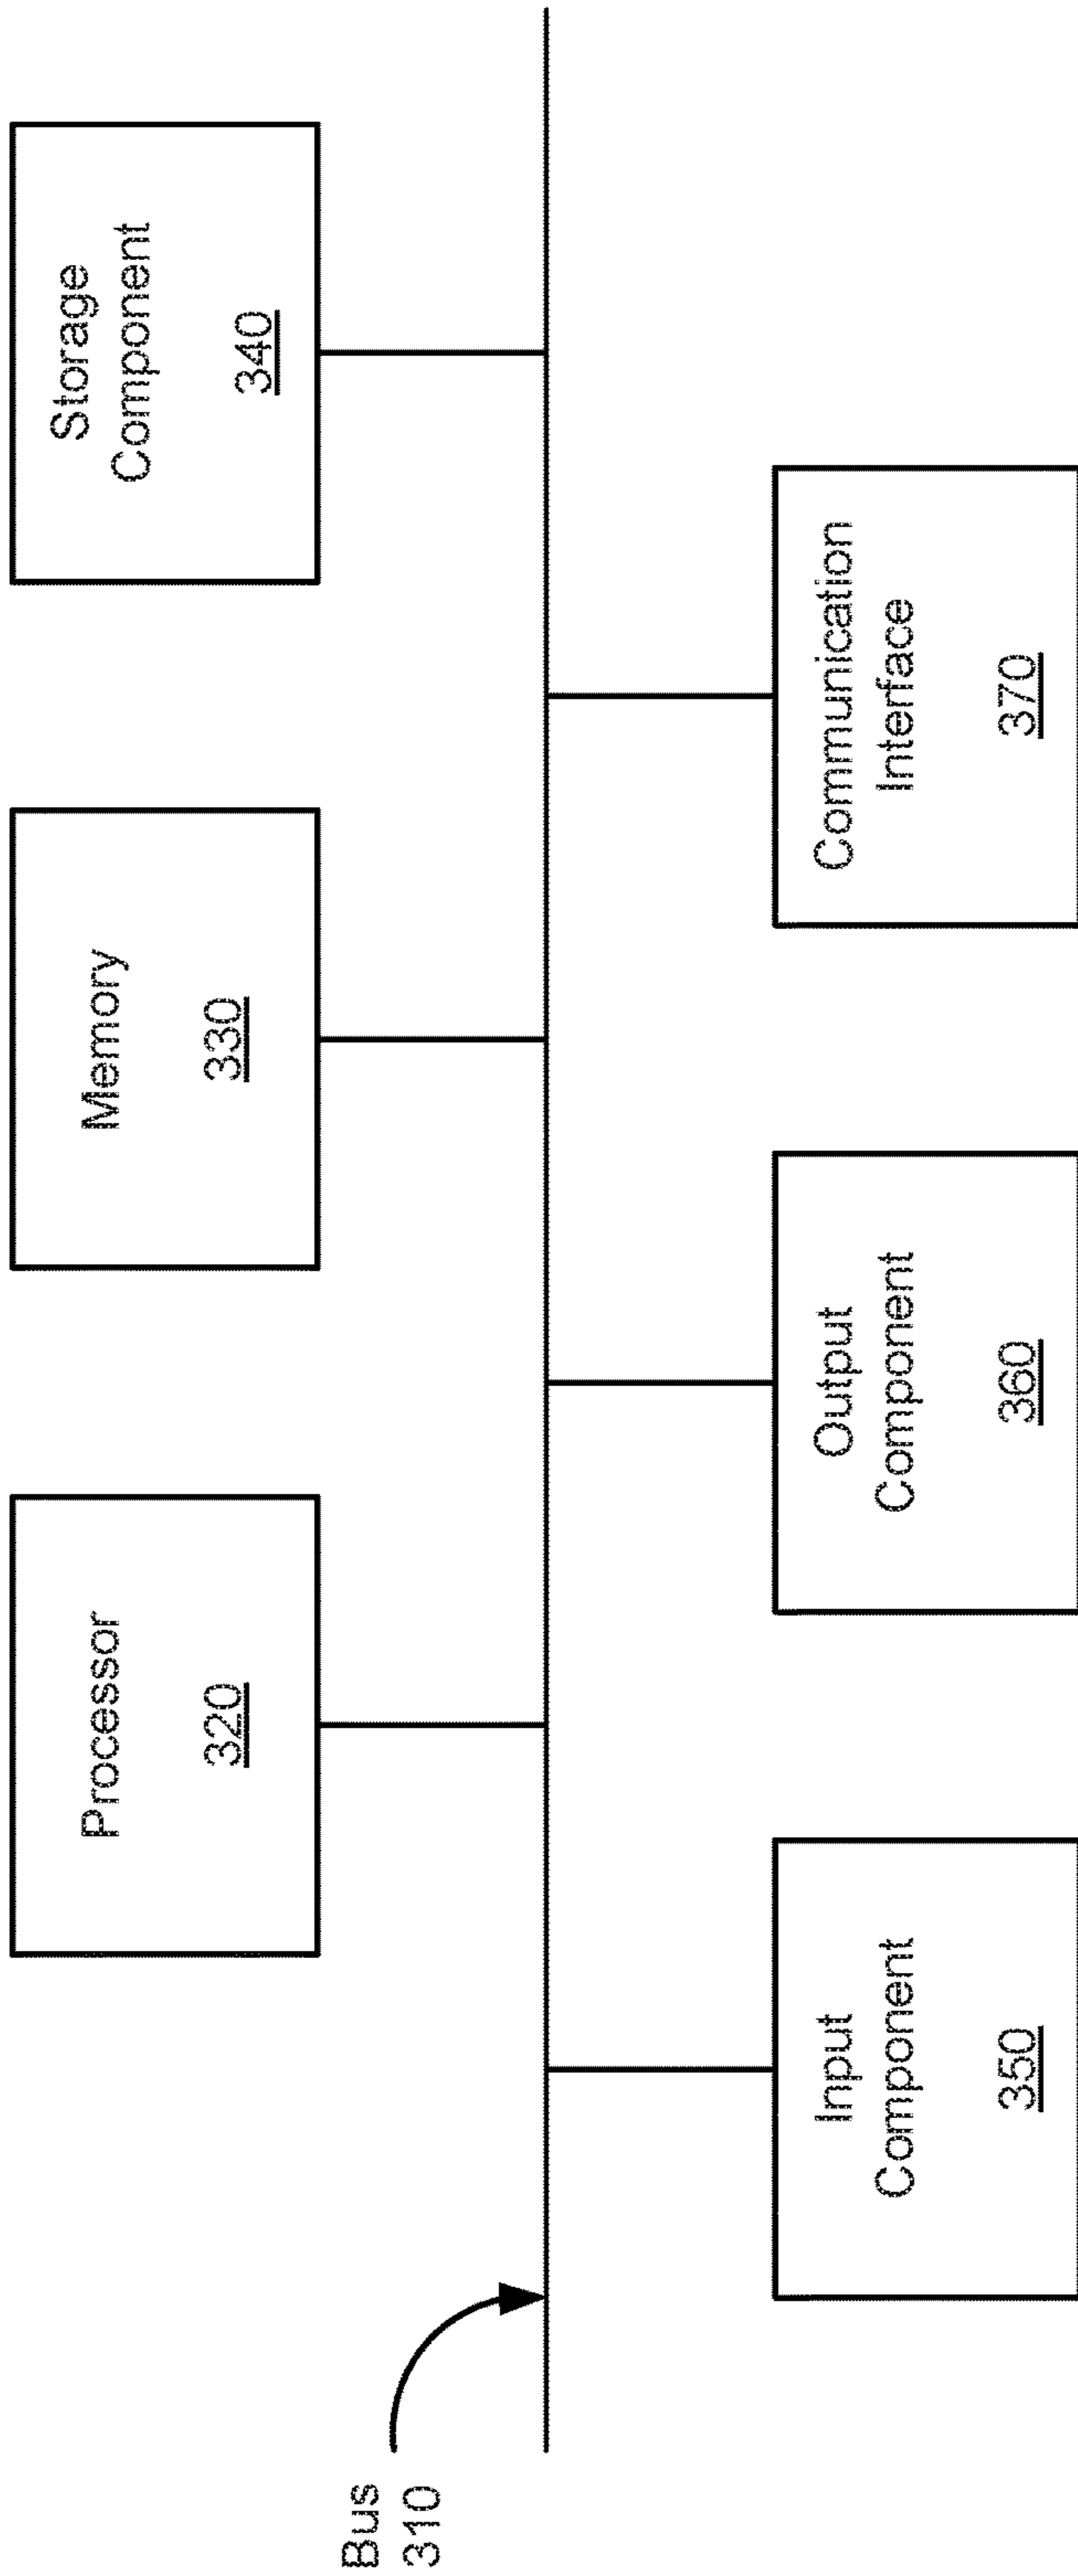 Bus
310
Processor
320
Memory
330
Storage
Component
340
Input
Component
350
Output
Component
360
Communication
Interface
370